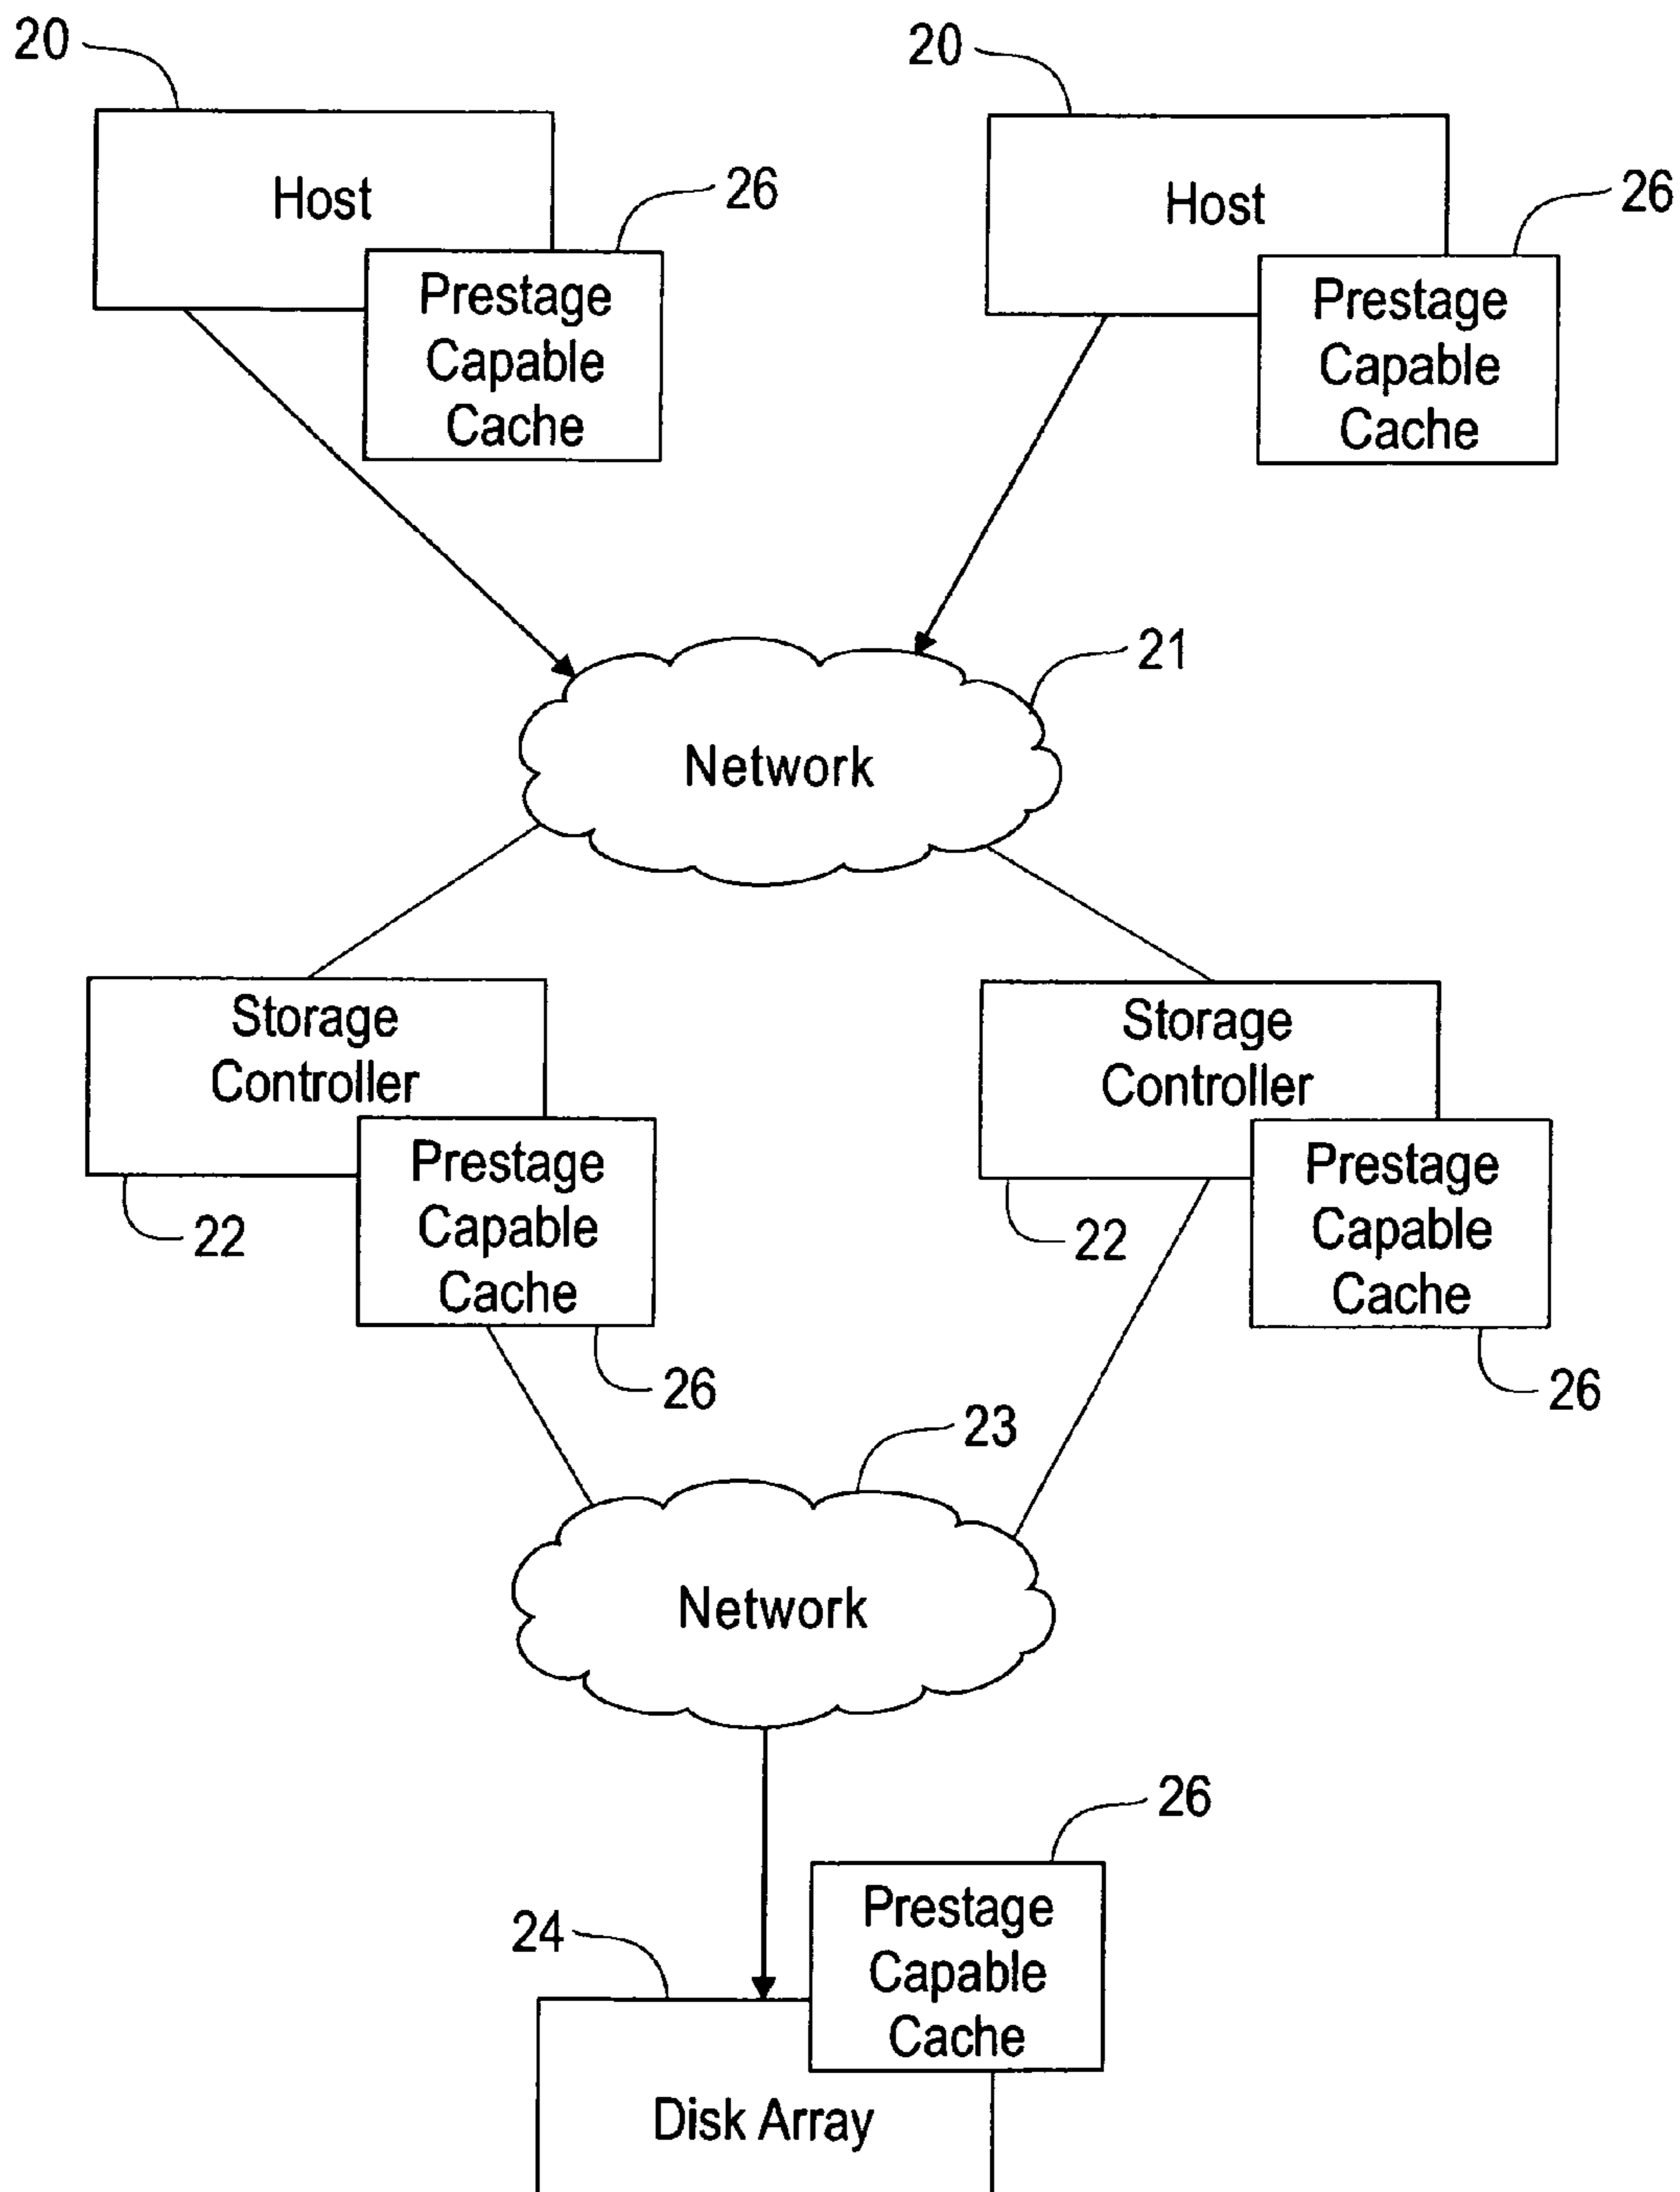 20
20
Host
26
Host
26
Prestage
Capable
Cache
Prestage
Capable
Cache
21
Network
Storage
Controller
Storage
Controller
Prestage
Capable
Cache
Prestage
Capable
Cache
22
22
26
26
23
Network
26
24
Prestage
Capable
Cache
Disk Array